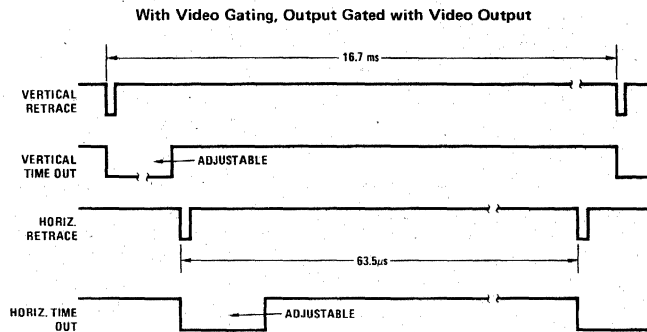 With Video Gating, Output Gated with Video Output
16.7 ms
VERTICAL
RETRACE
VERTICAL
TIME OUT
ADJUSTABLE
HORIZ.
RETRACE
63.5µs
HORIZ. TIME
OUT
ADJUSTABLE